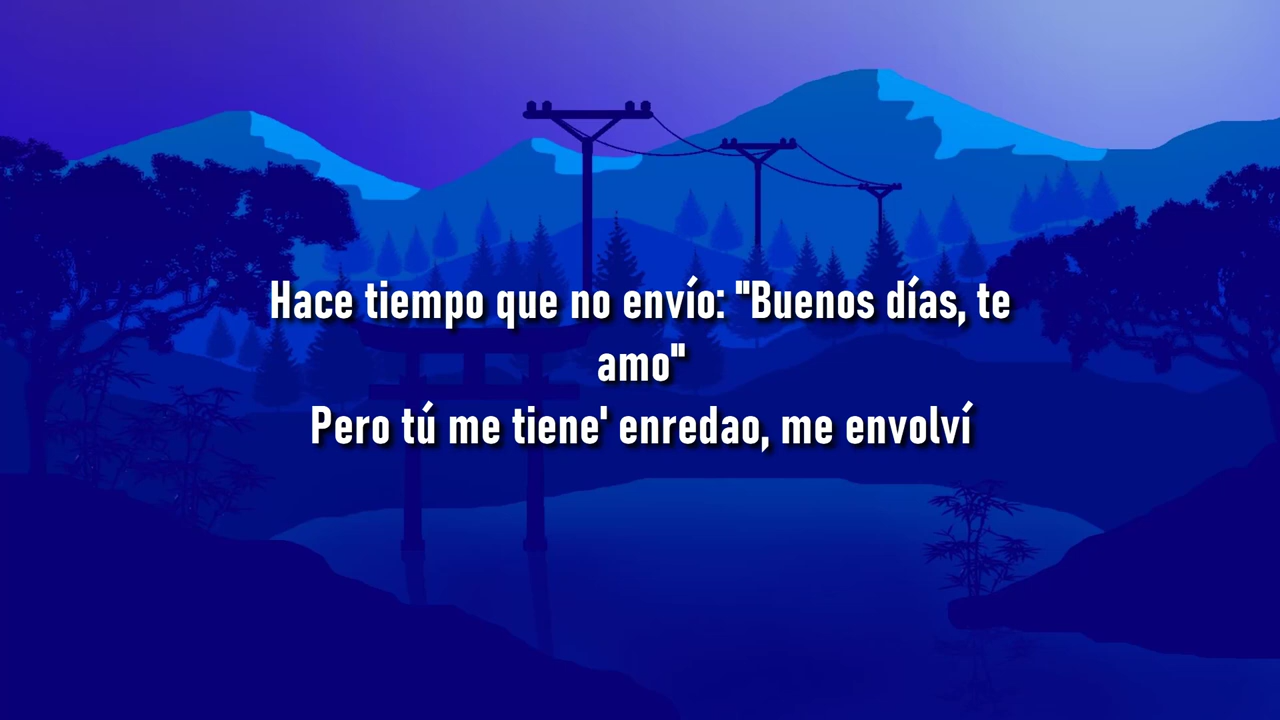 Hace tiempo que no envío: "Buenos días, te
amo"
Pero tú me tiene' enredao, me envolví